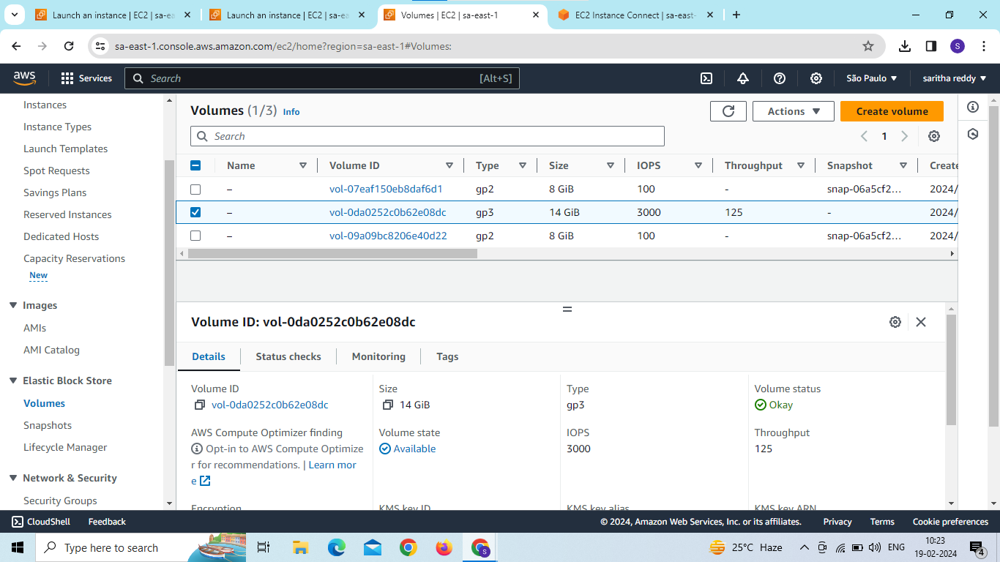 Launch an instance | EC2 | sa-ea
Launch an instance | EC2 | sa-ea
Volumes | EC2 | sa-east-1
EC2 Instance Connect | sa-east-
sa-east-1.console.aws.amazon.com/ec2/home?region=sa-east-1#Volumes:
S
aws
Services
Search
[Alt+S]
São Paulo
saritha reddy
Instances
Instance Types
Launch Templates
Spot Requests
Savings Plans
Reserved Instances
Dedicated Hosts
Capacity Reservations
New
Images
AMIs
AMI Catalog
Elastic Block Store
Volumes
Snapshots
Lifecycle Manager
Network & Security
Security Groups
Volumes (1/3) Info
Actions
Create volume
Search
1
Name Volume ID Type Size IOPS Throughput Snapshot Create
– vol-07eaf150eb8daf6d1 gp2 8 GiB 100 - snap-06a5cf2... 2024/
– vol-0da0252c0b62e08dc gp3 14 GiB 3000 125 - 2024/
– vol-09a09bc8206e40d22 gp2 8 GiB 100 - snap-06a5cf2... 2024/
Volume ID: vol-0da0252c0b62e08dc
Details Status checks Monitoring Tags
Volume ID
vol-0da0252c0b62e08dc
Size
14 GiB
Type
gp3
Volume status
Okay
AWS Compute Optimizer finding
Opt-in to AWS Compute Optimize
r for recommendations. | Learn mor
e
Volume state
Available
IOPS
3000
Throughput
125
Encryption
KMS key ID
KMS key alias
KMS key ARN
CloudShell Feedback
© 2024, Amazon Web Services, Inc. or its affiliates. Privacy Terms Cookie preferences
Type here to search
S
25°C Haze
ENG
10:23
19-02-2024
4